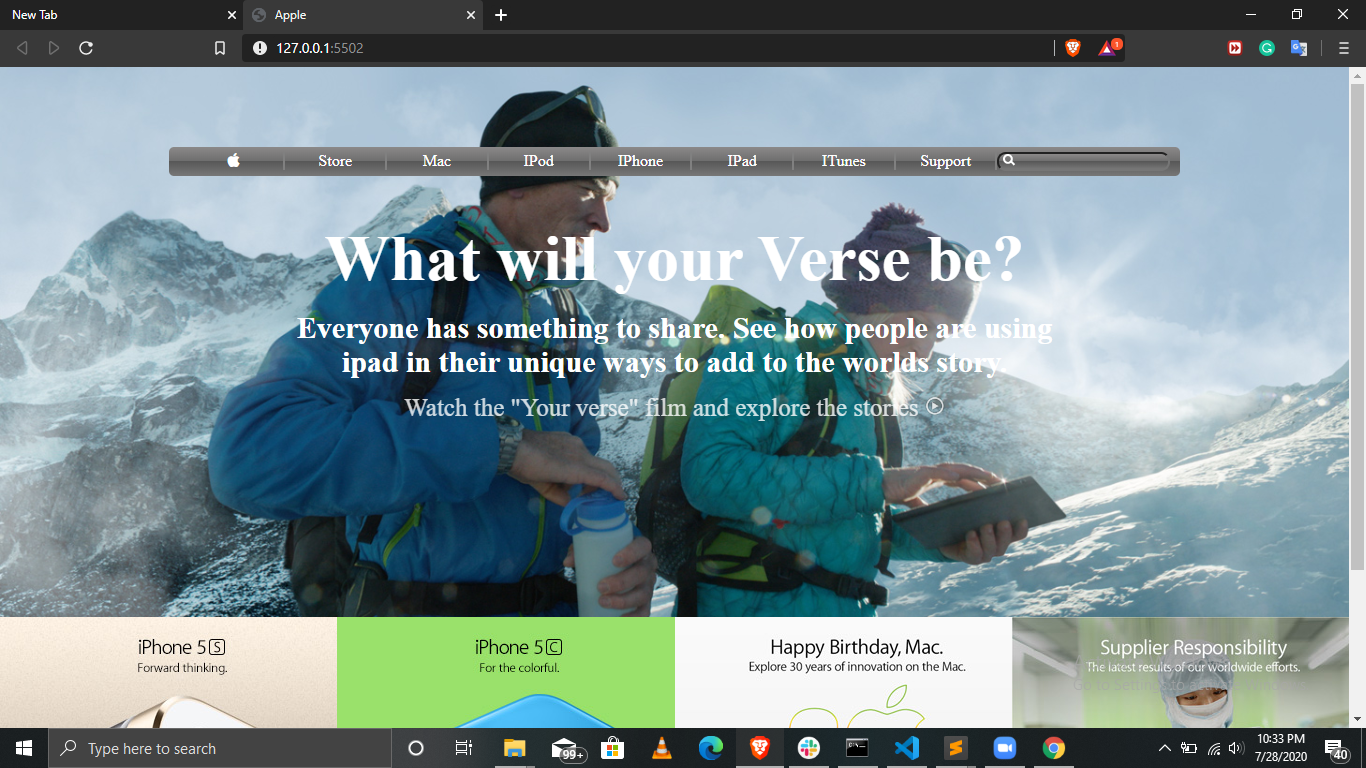 New Tab
Apple
127.0.0.1:5502
1
Store Mac IPod IPhone IPad ITunes Support
What will your Verse be?
Everyone has something to share. See how people are using
ipad in their unique ways to add to the worlds story.
Watch the "Your verse" film and explore the stories
iPhone 5S
Forward thinking.
iPhone 5C
For the colorful.
Happy Birthday, Mac.
Explore 30 years of innovation on the Mac.
Supplier Responsibility
The latest results of our worldwide efforts.
Type here to search
99+
10:33 PM
7/28/2020
40